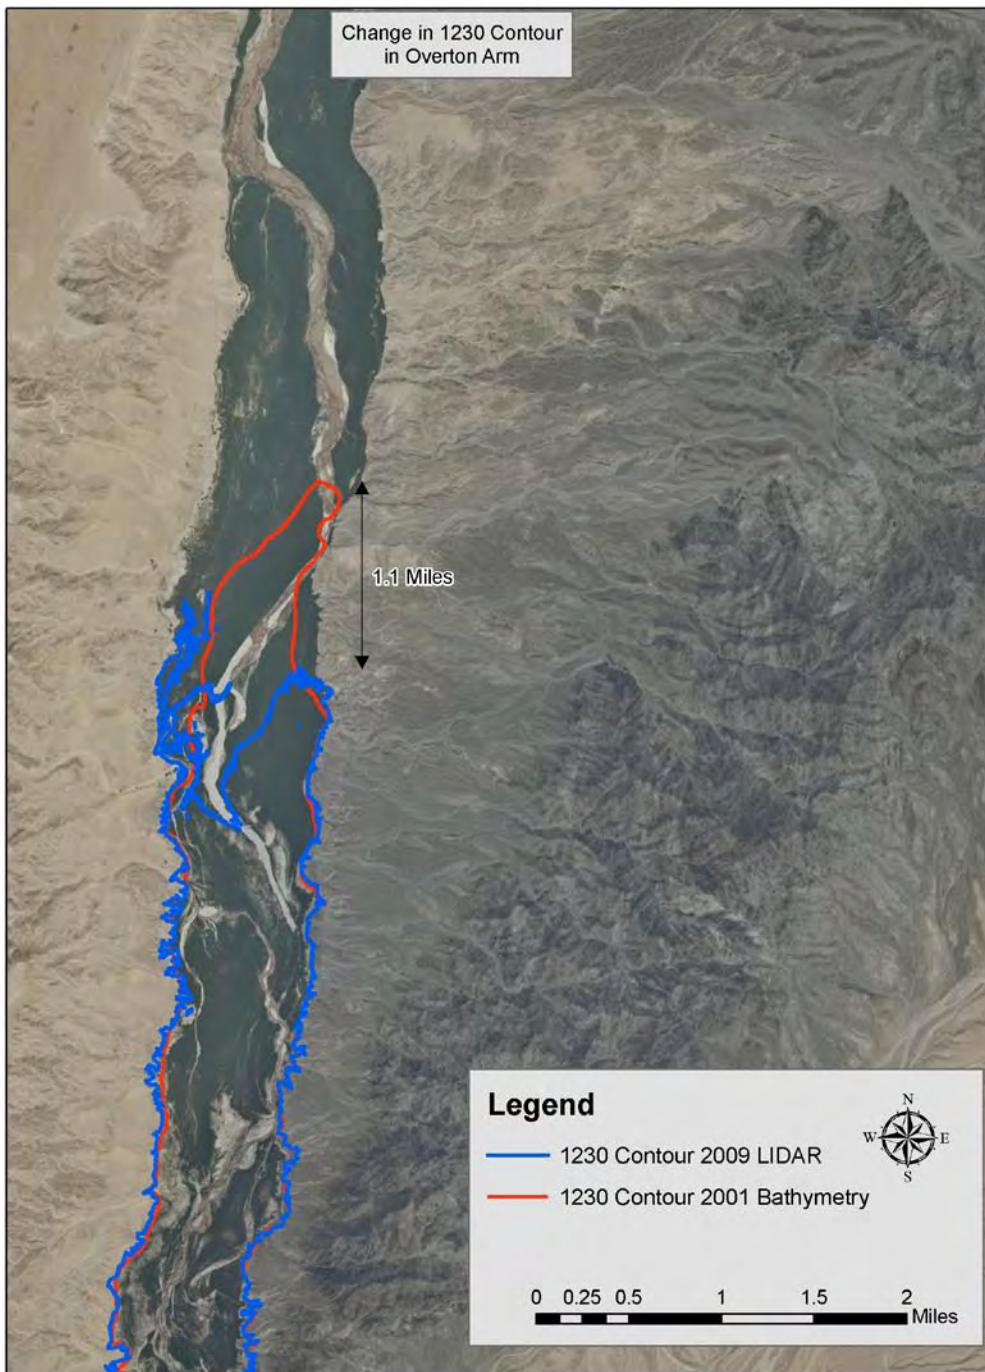 Change in 1230 Contour
in Overton Arm
1.1 Miles
Legend
N
W E
S
1230 Contour 2009 LIDAR
1230 Contour 2001 Bathymetry
0 0.25 0.5 1 1.5 2
Miles